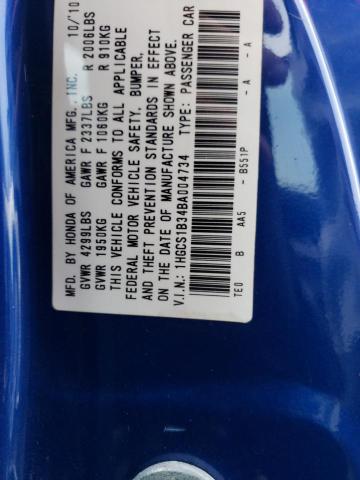 MFD. BY HONDA OF AMERICA MFG., INC. 10/10
GVWR 4299LBS GAWR F 2337LBS R 2006LBS
GVWR 1950KG GAWR F 1060KG R 910KG
THIS VEHICLE CONFORMS TO ALL APPLICABLE
FEDERAL MOTOR VEHICLE SAFETY, BUMPER,
AND THEFT PREVENTION STANDARDS IN EFFECT
ON THE DATE OF MANUFACTURE SHOWN ABOVE.
V.I.N.: 1HGCS1B34BA004734 TYPE: PASSENGER CAR
TE0 B AA5 - B551P - A - A